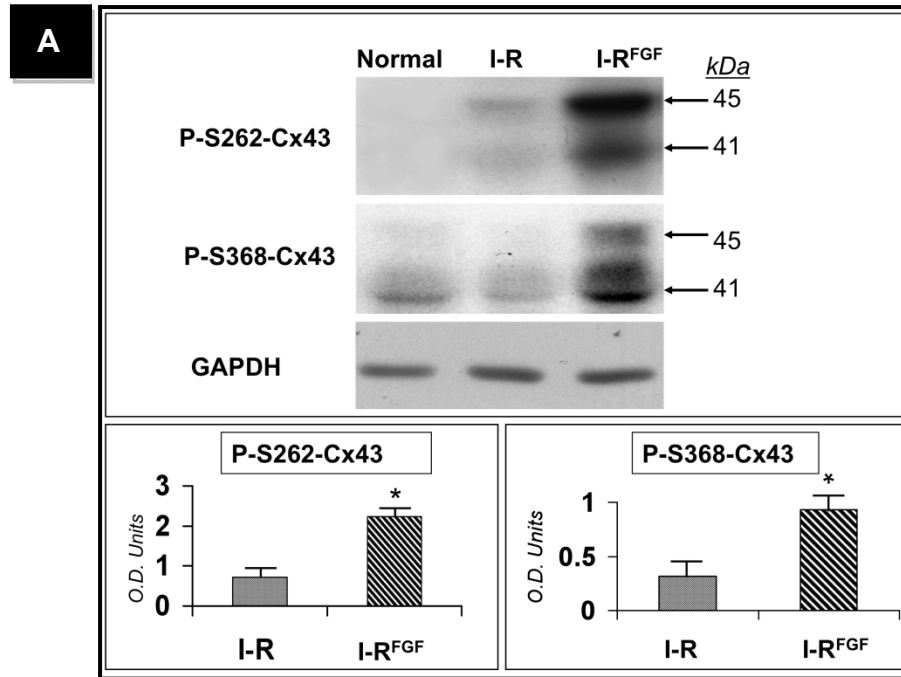 A
Normal I-R I-RFGF kDa
P-S262-Cx43
45
41
P-S368-Cx43
45
41
GAPDH
P-S262-Cx43
O.D. Units
3
2
1
0
*
I-R I-RFGF
P-S368-Cx43
O.D. Units
1
0.5
0
*
I-R I-RFGF